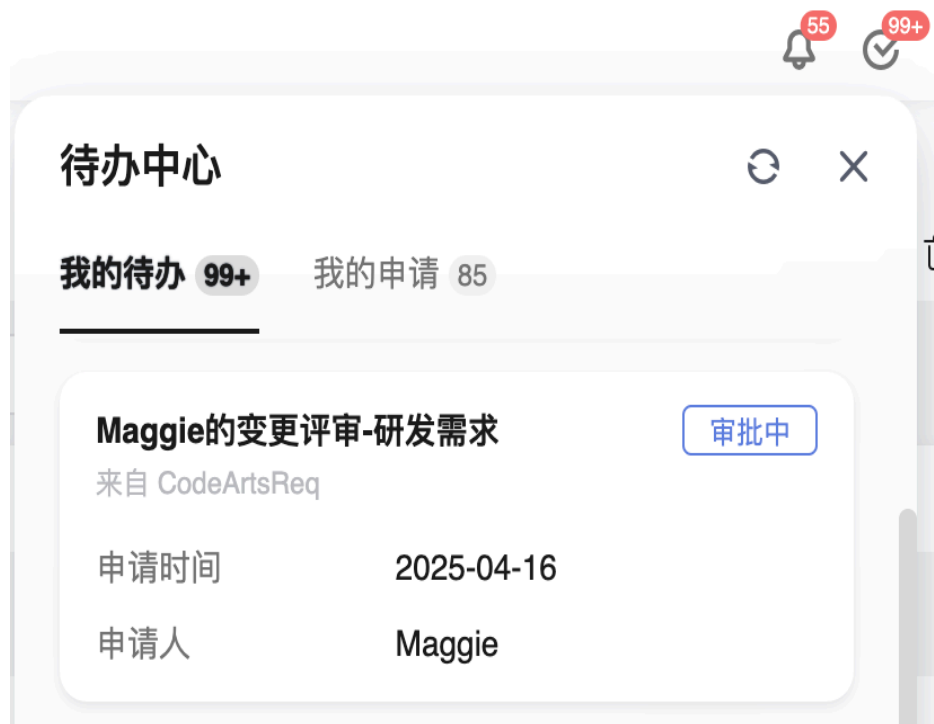 55 99+
待办中心
我的待办 99+ 我的申请 85
Maggie的变更评审-研发需求 审批中
来自 CodeArtsReq
申请时间 2025-04-16
申请人 Maggie